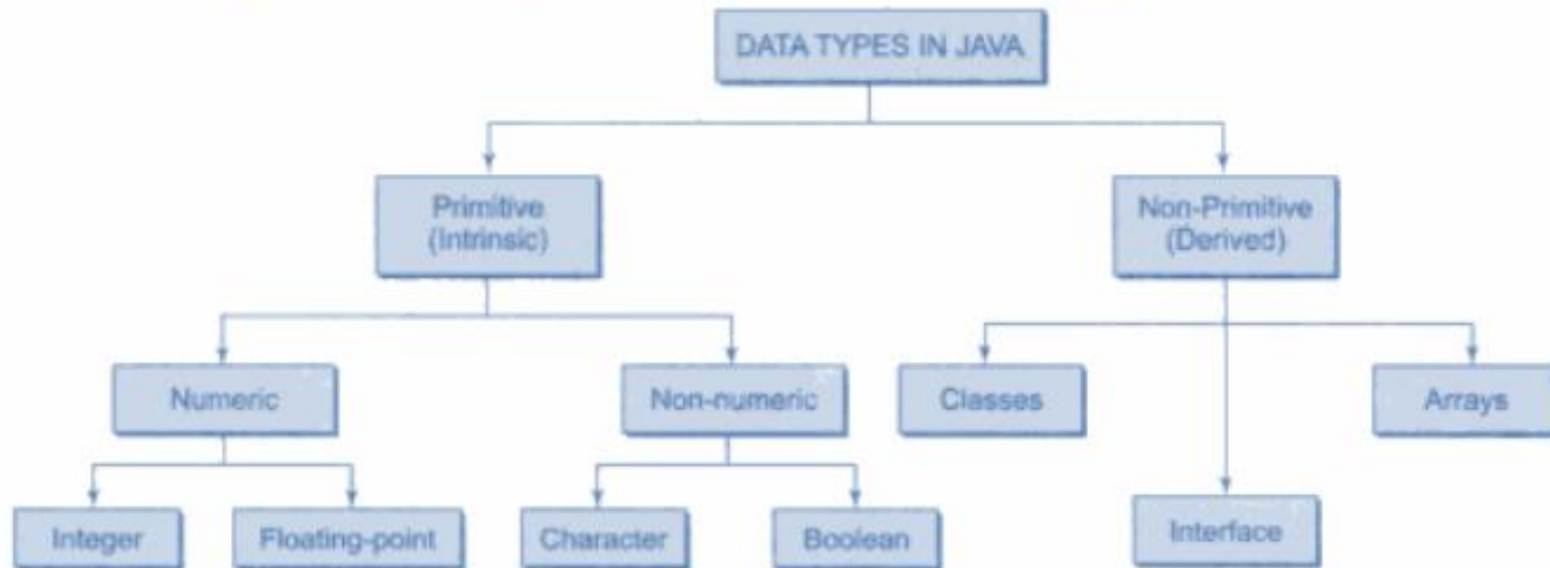 DATA TYPES IN JAVA
Primitive
(Intrinsic)
Non-Primitive
(Derived)
Numeric
Non-numeric
Classes
Arrays
Integer
Floating-point
Character
Boolean
Interface